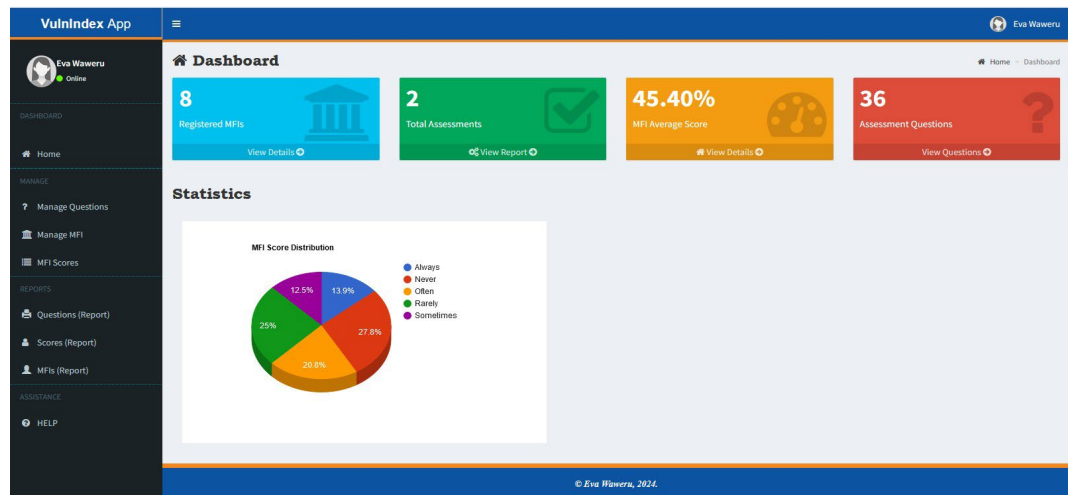 VulnIndex App
Eva Waweru
Eva Waweru
Online
DASHBOARD
Home
MANAGE
? Manage Questions
Manage MFI
MFI Scores
REPORTS
Questions (Report)
Scores (Report)
MFIs (Report)
ASSISTANCE
HELP
Dashboard
Home - Dashboard
8
Registered MFIs
View Details
2
Total Assessments
View Report
45.40%
MFI Average Score
View Details
36
Assessment Questions
?
View Questions
Statistics
MFI Score Distribution
12.5%
13.9%
25%
27.8%
20.8%
Always
Never
Often
Rarely
Sometimes
© Eva Waweru, 2024.